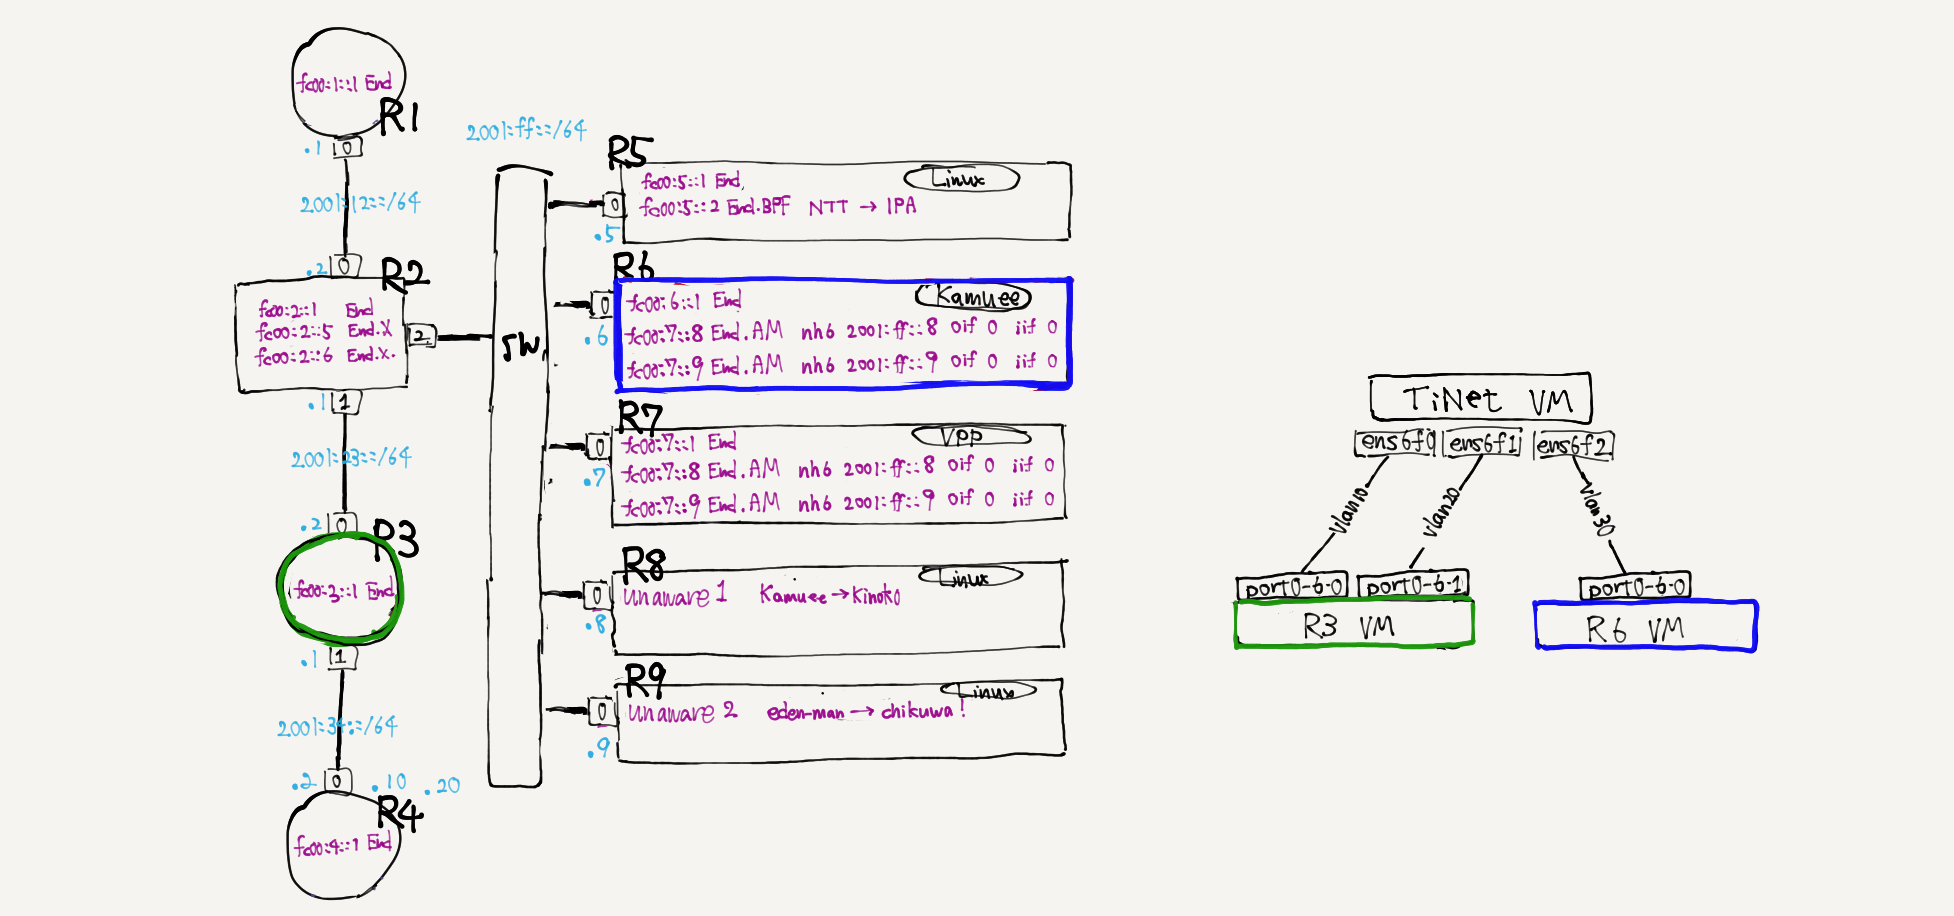 fc00:1::1 End
R1
.1 0
2001:12::/64
.2 0
R2
fc00:2::1 End
fc00:2::5 End.X
fc00:2::6 End.X.
2
.1 1
2001:23::/64
.2 0
R3
fc00:3::1 End
.1 1
2001:34::/64
.2 0 .10 .20
R4
fc00:4::1 End
2001:ff::/64
SW
R5
Linux
fc00:5::1 End
fc00:5::2 End.BPF NTT → IPA
0
.5
R6
Kamuee
fc00:6::1 End
fc00:7::8 End.AM nh6 2001:ff::8 oif 0 iif 0
fc00:7::9 End.AM nh6 2001:ff::9 oif 0 iif 0
0
.6
R7
VPP
fc00:7::1 End
fc00:7::8 End.AM nh6 2001:ff::8 oif 0 iif 0
fc00:7::9 End.AM nh6 2001:ff::9 oif 0 iif 0
0
.7
R8
Linux
unaware 1 Kamuee → Kinoko
0
.8
R9
Linux
unaware 2 eden-man → chikuwa!
0
.9
TiNet VM
ens6f0 ens6f1 ens6f2
vlan10 vlan20 vlan30
port0-6-0 port0-6-1 port0-6-0
R3 VM R6 VM